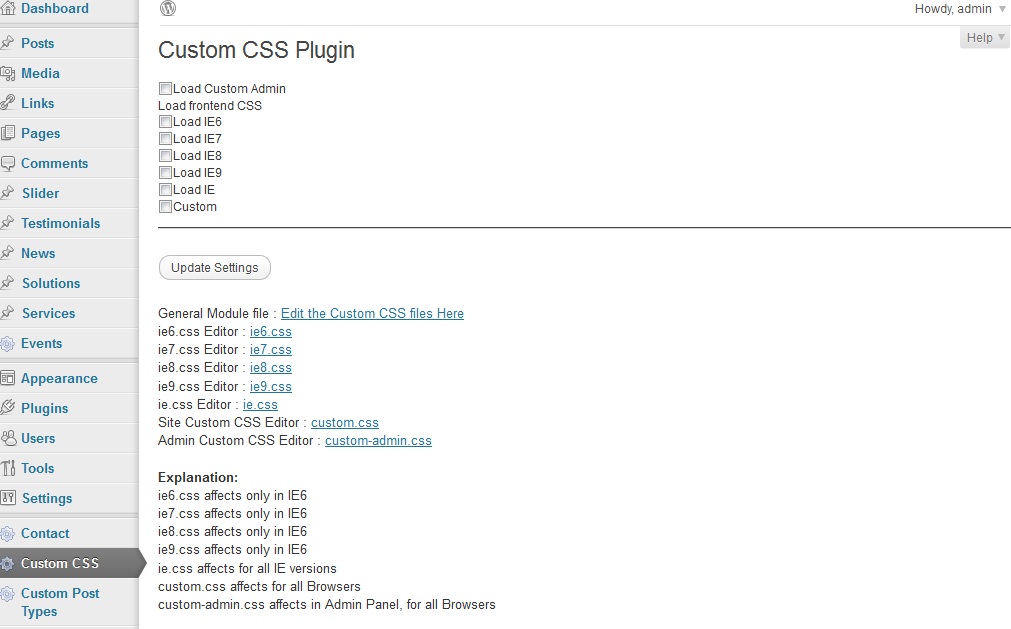 Dashboard
Posts
Media
Links
Pages
Comments
Slider
Testimonials
News
Solutions
Services
Events
Appearance
Plugins
Users
Tools
Settings
Contact
Custom CSS
Custom Post
Types
Howdy, admin
Help
Custom CSS Plugin
Load Custom Admin
Load frontend CSS
Load IE6
Load IE7
Load IE8
Load IE9
Load IE
Custom
Update Settings
General Module file : Edit the Custom CSS files Here
ie6.css Editor : ie6.css
ie7.css Editor : ie7.css
ie8.css Editor : ie8.css
ie9.css Editor : ie9.css
ie.css Editor : ie.css
Site Custom CSS Editor : custom.css
Admin Custom CSS Editor : custom-admin.css
Explanation:
ie6.css affects only in IE6
ie7.css affects only in IE6
ie8.css affects only in IE6
ie9.css affects only in IE6
ie.css affects for all IE versions
custom.css affects for all Browsers
custom-admin.css affects in Admin Panel, for all Browsers